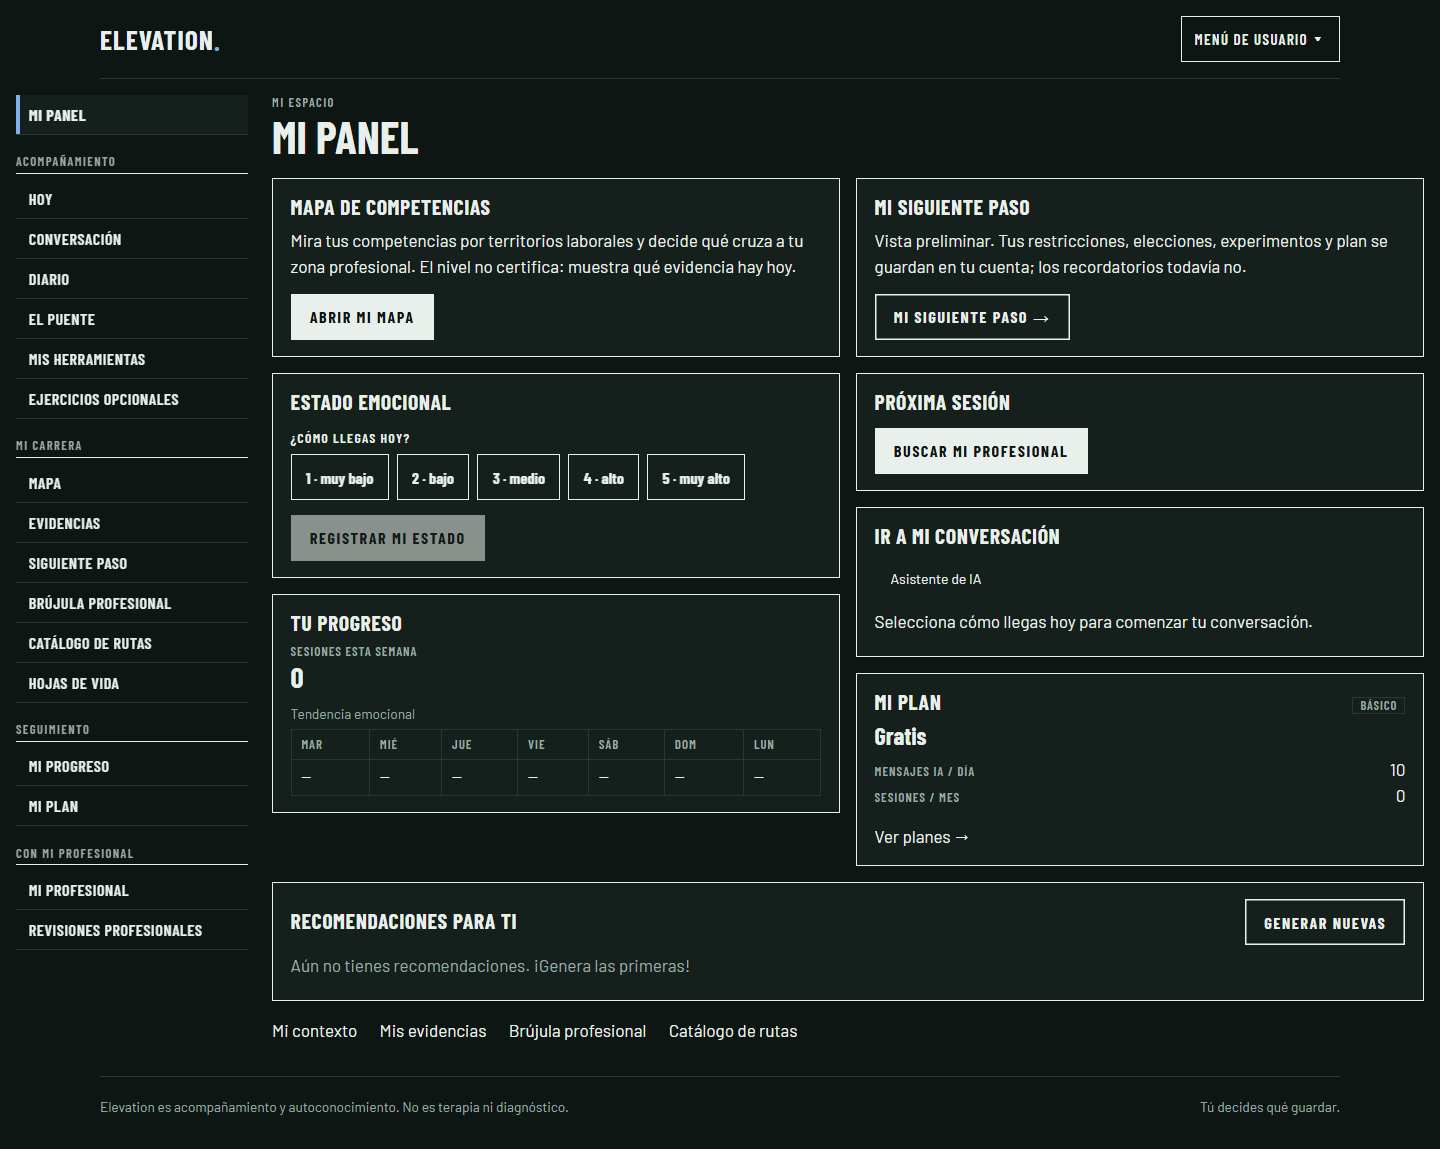 ELEVATION.
MENÚ DE USUARIO
MI PANEL
ACOMPAÑAMIENTO
HOY
CONVERSACIÓN
DIARIO
EL PUENTE
MIS HERRAMIENTAS
EJERCICIOS OPCIONALES
MI CARRERA
MAPA
EVIDENCIAS
SIGUIENTE PASO
BRÚJULA PROFESIONAL
CATÁLOGO DE RUTAS
HOJAS DE VIDA
SEGUIMIENTO
MI PROGRESO
MI PLAN
CON MI PROFESIONAL
MI PROFESIONAL
REVISIONES PROFESIONALES
MI ESPACIO
MI PANEL
MAPA DE COMPETENCIAS
Mira tus competencias por territorios laborales y decide qué cruza a tu
zona profesional. El nivel no certifica: muestra qué evidencia hay hoy.
ABRIR MI MAPA
MI SIGUIENTE PASO
Vista preliminar. Tus restricciones, elecciones, experimentos y plan se
guardan en tu cuenta; los recordatorios todavía no.
MI SIGUIENTE PASO →
ESTADO EMOCIONAL
¿CÓMO LLEGAS HOY?
1 · muy bajo
2 · bajo
3 · medio
4 · alto
5 · muy alto
REGISTRAR MI ESTADO
PRÓXIMA SESIÓN
BUSCAR MI PROFESIONAL
IR A MI CONVERSACIÓN
Asistente de IA
Selecciona cómo llegas hoy para comenzar tu conversación.
TU PROGRESO
SESIONES ESTA SEMANA
0
Tendencia emocional
MAR MIÉ JUE VIE SÁB DOM LUN
— — — — — — —
MI PLAN
BÁSICO
Gratis
MENSAJES IA / DÍA 10
SESIONES / MES 0
Ver planes →
RECOMENDACIONES PARA TI
GENERAR NUEVAS
Aún no tienes recomendaciones. ¡Genera las primeras!
Mi contexto Mis evidencias Brújula profesional Catálogo de rutas
Elevation es acompañamiento y autoconocimiento. No es terapia ni diagnóstico.
Tú decides qué guardar.